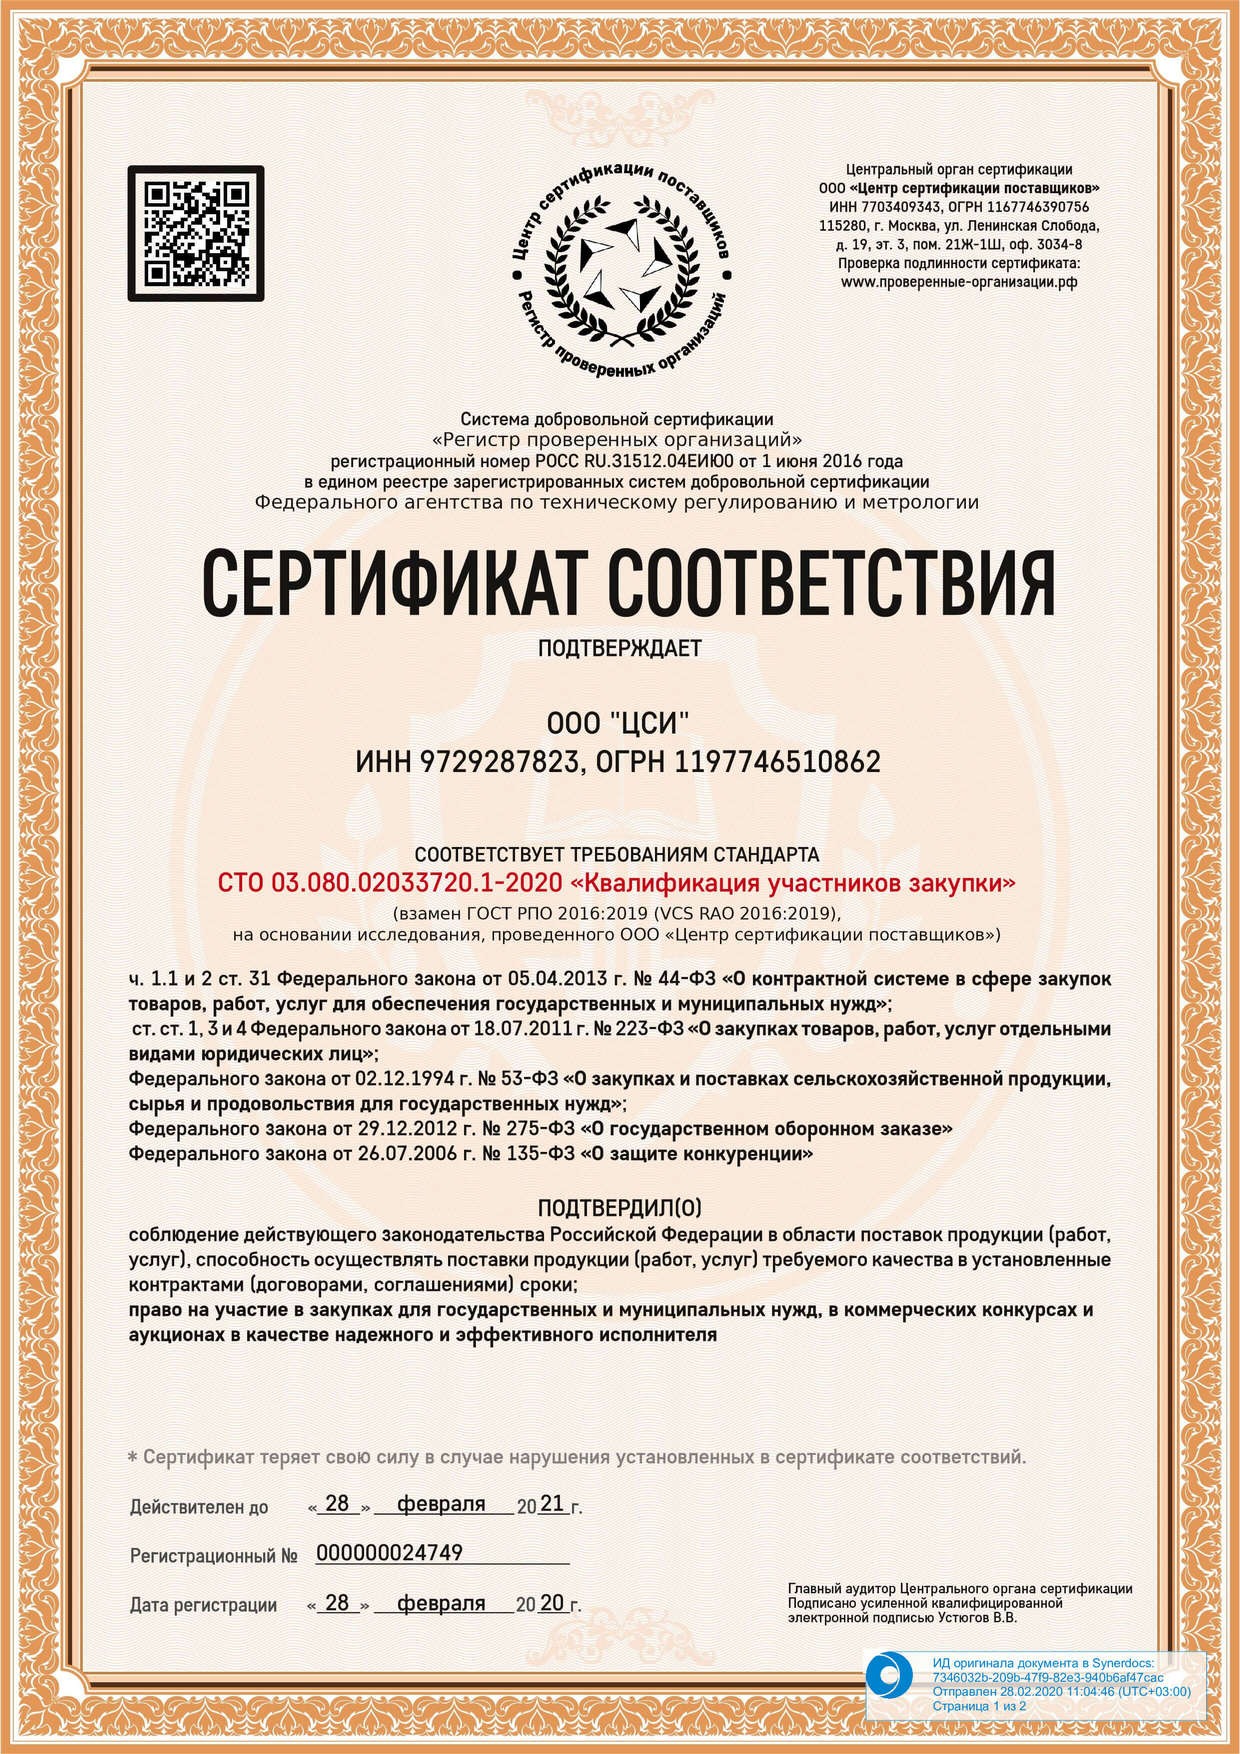 Центр сертификации поставщиков
Регистр проверенных организаций
Центральный орган сертификации
ООО «Центр сертификации поставщиков»
ИНН 7703409343, ОГРН 1167746390756
115280, г. Москва, ул. Ленинская Слобода,
д. 19, эт. 3, пом. 21Ж-1Ш, оф. 3034-8
Проверка подлинности сертификата:
www.проверенные-организации.рф
Система добровольной сертификации
«Регистр проверенных организаций»
регистрационный номер РОСС RU.31512.04ЕИЮ0 от 1 июня 2016 года
в едином реестре зарегистрированных систем добровольной сертификации
Федерального агентства по техническому регулированию и метрологии
СЕРТИФИКАТ СООТВЕТСТВИЯ
ПОДТВЕРЖДАЕТ
ООО "ЦСИ"
ИНН 9729287823, ОГРН 1197746510862
СООТВЕТСТВУЕТ ТРЕБОВАНИЯМ СТАНДАРТА
СТО 03.080.02033720.1-2020 «Квалификация участников закупки»
(взамен ГОСТ РПО 2016:2019 (VCS RAO 2016:2019),
на основании исследования, проведенного ООО «Центр сертификации поставщиков»)
ч. 1.1 и 2 ст. 31 Федерального закона от 05.04.2013 г. № 44-ФЗ «О контрактной системе в сфере закупок
товаров, работ, услуг для обеспечения государственных и муниципальных нужд»;
ст. ст. 1, 3 и 4 Федерального закона от 18.07.2011 г. № 223-ФЗ «О закупках товаров, работ, услуг отдельными
видами юридических лиц»;
Федерального закона от 02.12.1994 г. № 53-ФЗ «О закупках и поставках сельскохозяйственной продукции,
сырья и продовольствия для государственных нужд»;
Федерального закона от 29.12.2012 г. № 275-ФЗ «О государственном оборонном заказе»
Федерального закона от 26.07.2006 г. № 135-ФЗ «О защите конкуренции»
ПОДТВЕРДИЛ(О)
соблюдение действующего законодательства Российской Федерации в области поставок продукции (работ,
услуг), способность осуществлять поставки продукции (работ, услуг) требуемого качества в установленные
контрактами (договорами, соглашениями) сроки;
право на участие в закупках для государственных и муниципальных нужд, в коммерческих конкурсах и
аукционах в качестве надежного и эффективного исполнителя
* Сертификат теряет свою силу в случае нарушения установленных в сертификате соответствий.
Действителен до « 28 » февраля 2021 г.
Регистрационный № 000000024749
Дата регистрации « 28 » февраля 2020 г.
Главный аудитор Центрального органа сертификации
Подписано усиленной квалифицированной
электронной подписью Устюгов В.В.
ИД оригинала документа в Synerdocs:
7346032b-209b-47f9-82e3-940b6af47cac
Отправлен 28.02.2020 11:04:46 (UTC+03:00)
Страница 1 из 2